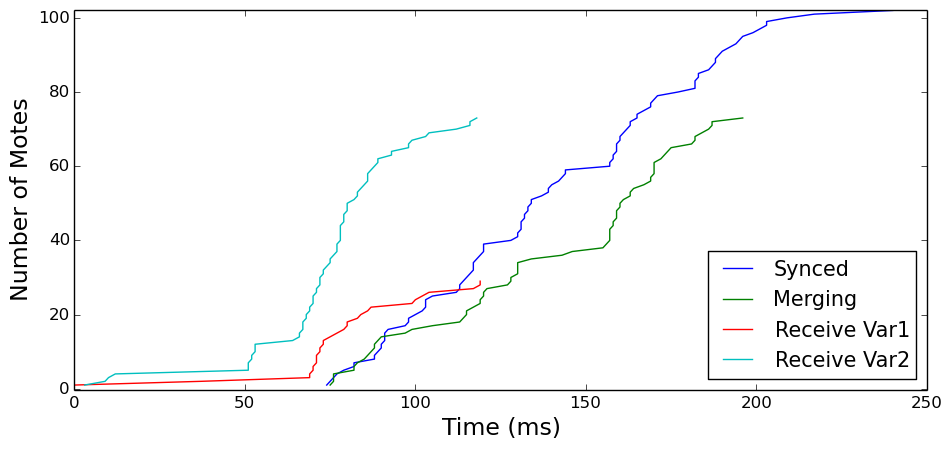 100
80
60
40
20
0
Number of Motes
0 50 100 150 200 250
Time (ms)
Synced
Merging
Receive Var1
Receive Var2